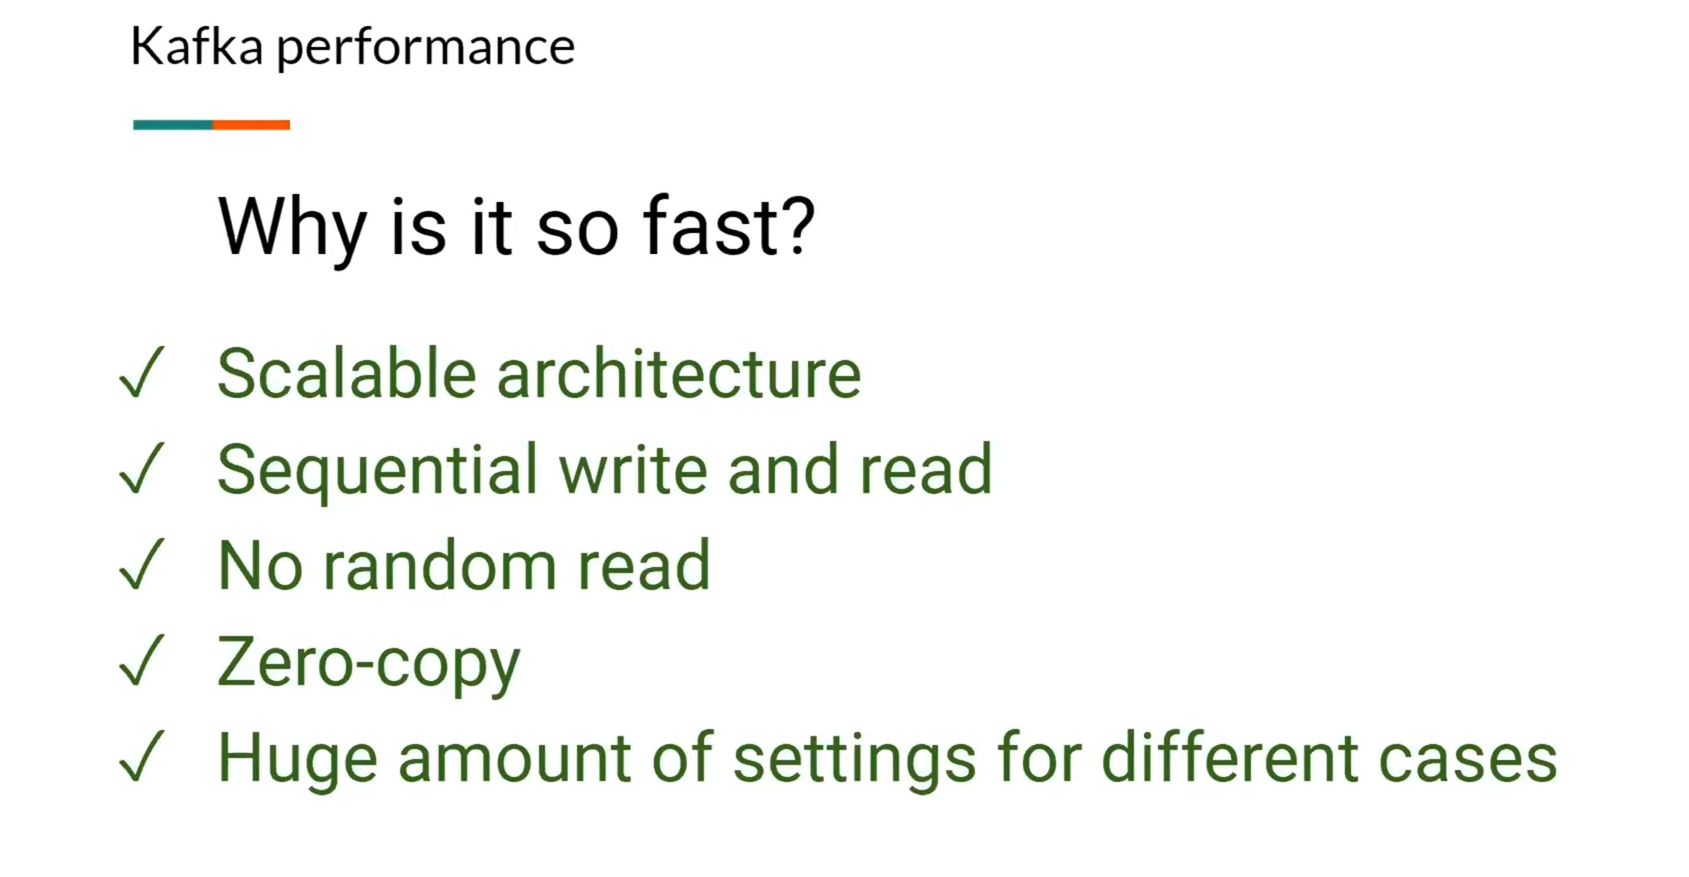 Kafka performance
Why is it so fast?
✓ Scalable architecture
✓ Sequential write and read
✓ No random read
✓ Zero-copy
✓ Huge amount of settings for different cases